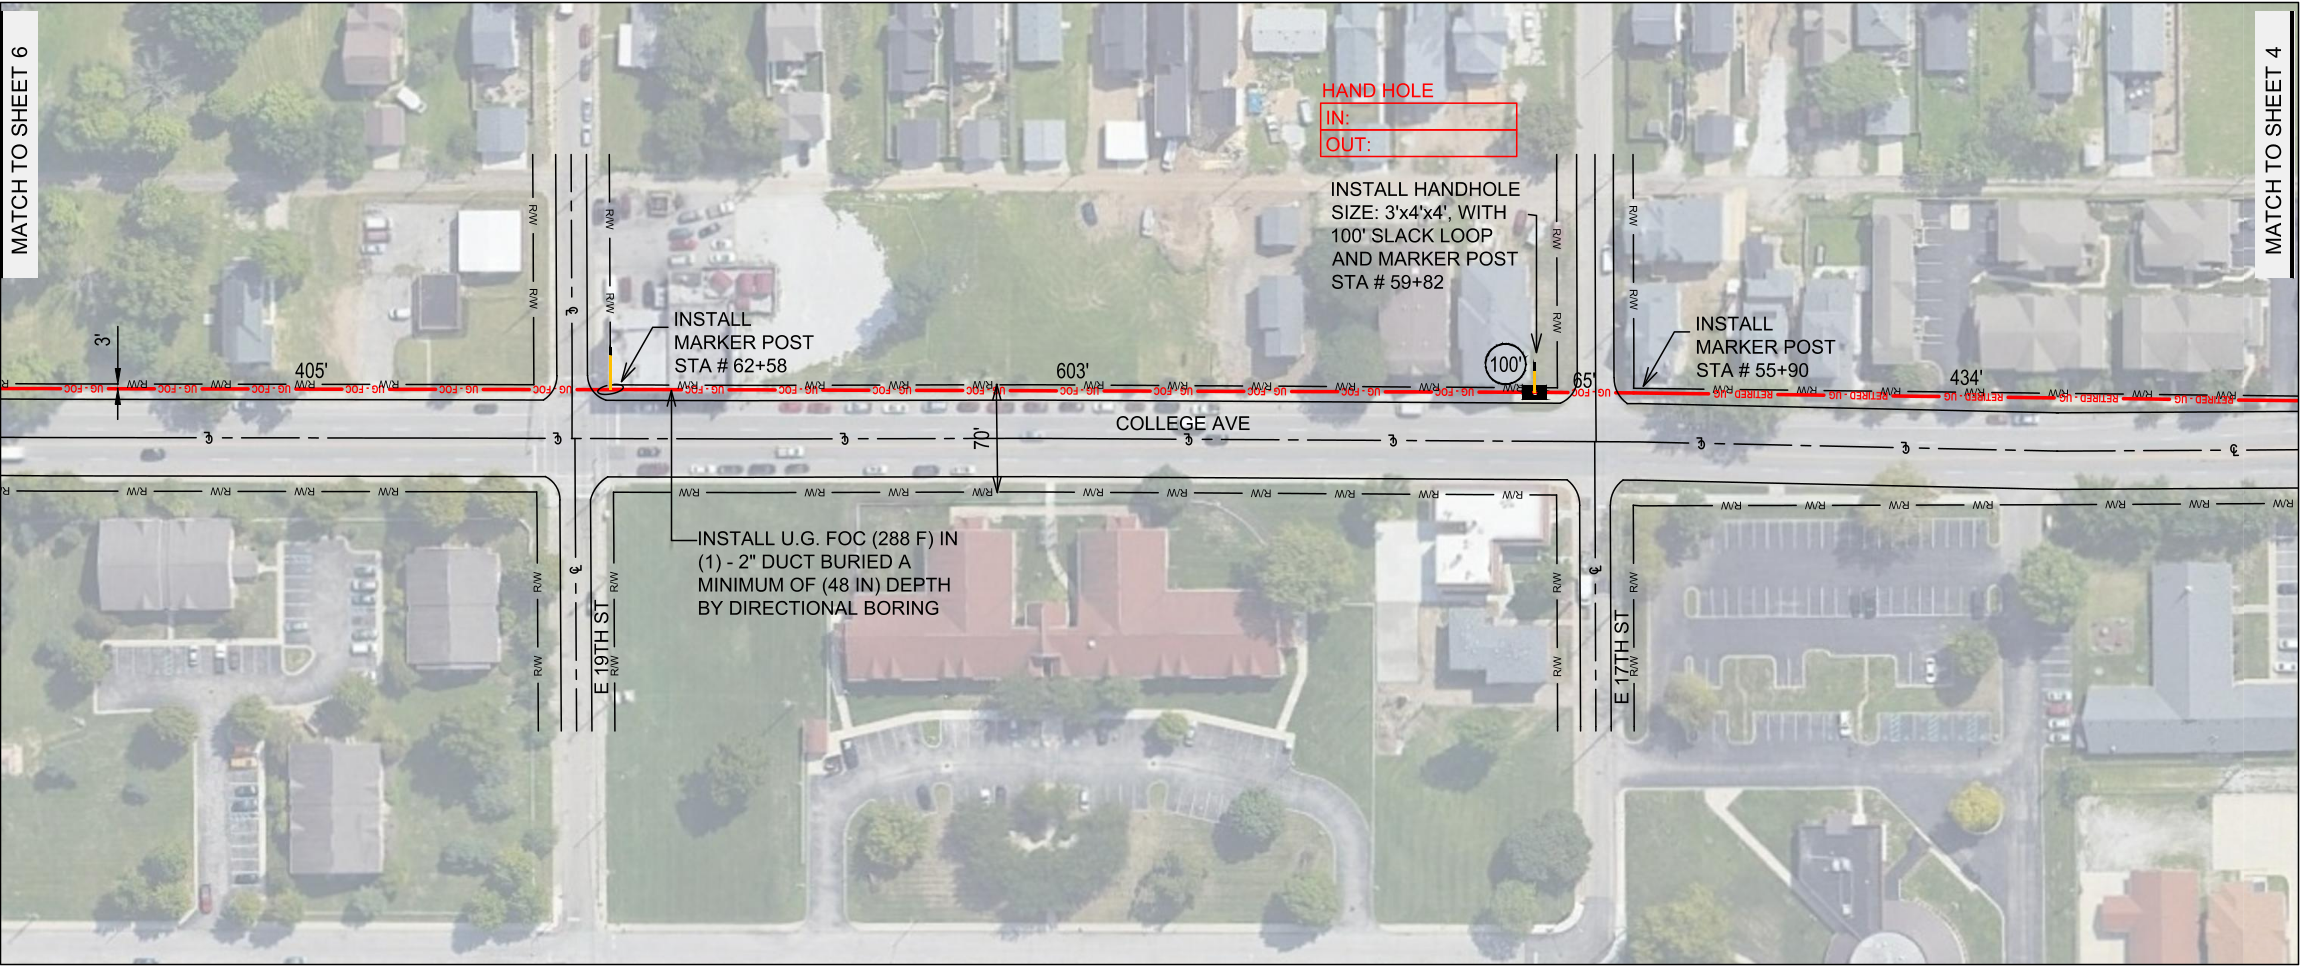 MATCH TO SHEET 6
MATCH TO SHEET 4
HAND HOLE
IN:
OUT:
INSTALL HANDHOLE
SIZE: 3'x4'x4', WITH
100' SLACK LOOP
AND MARKER POST
STA # 59+82
INSTALL
MARKER POST
STA # 62+58
INSTALL
MARKER POST
STA # 55+90
3'
405'
603'
100'
65'
434'
COLLEGE AVE
70'
INSTALL U.G. FOC (288 F) IN
(1) - 2" DUCT BURIED A
MINIMUM OF (48 IN) DEPTH
BY DIRECTIONAL BORING
E 19TH ST
E 17TH ST
R/W
UG - FOC
RETIRED - UG